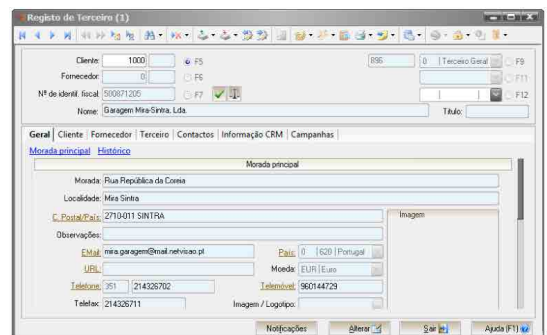 Registo de Terceiro (1)
Cliente: 1000 F5 896 0 Terceiro Geral F9
Fornecedor: 0 F6 F11
Nº de identif. fiscal: 500871205 F7 F12
Nome: Garagem Mira-Sintra, Lda. Título:
Geral Cliente Fornecedor Terceiro Contactos Informação CRM Campanhas
Morada principal Histórico
Morada principal
Morada: Rua República da Coreia
Localidade: Mira Sintra
C. Postal/País: 2710-011 SINTRA Imagem
Observações:
EMail: mira.garagem@mail.netvisao.pt País: 0 620 Portugal
URL: Moeda: EUR Euro
Telefone: 351 214326702 Telemóvel: 960144729
Telefax: 214326711 Imagem / Logotipo:
Notificações Alterar Sair Ajuda (F1)